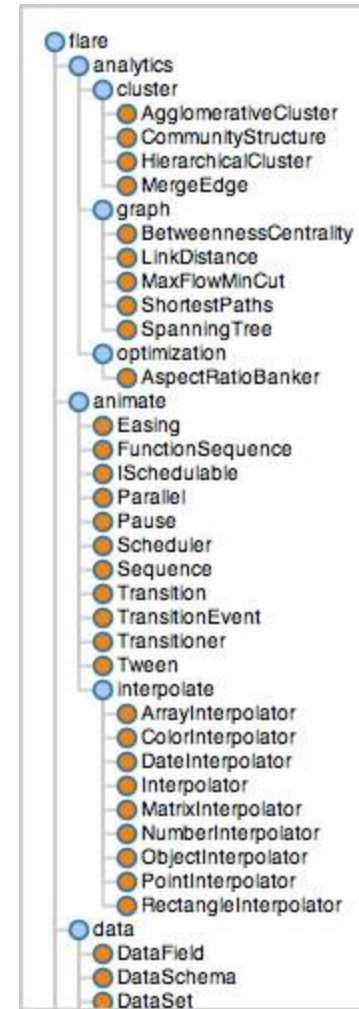 flare
analytics
cluster
AgglomerativeCluster
CommunityStructure
HierarchicalCluster
MergeEdge
graph
BetweennessCentrality
LinkDistance
MaxFlowMinCut
ShortestPaths
SpanningTree
optimization
AspectRatioBanker
animate
Easing
FunctionSequence
ISchedulable
Parallel
Pause
Scheduler
Sequence
Transition
TransitionEvent
Transitioner
Tween
interpolate
ArrayInterpolator
ColorInterpolator
DateInterpolator
Interpolator
MatrixInterpolator
NumberInterpolator
ObjectInterpolator
PointInterpolator
RectangleInterpolator
data
DataField
DataSchema
DataSet